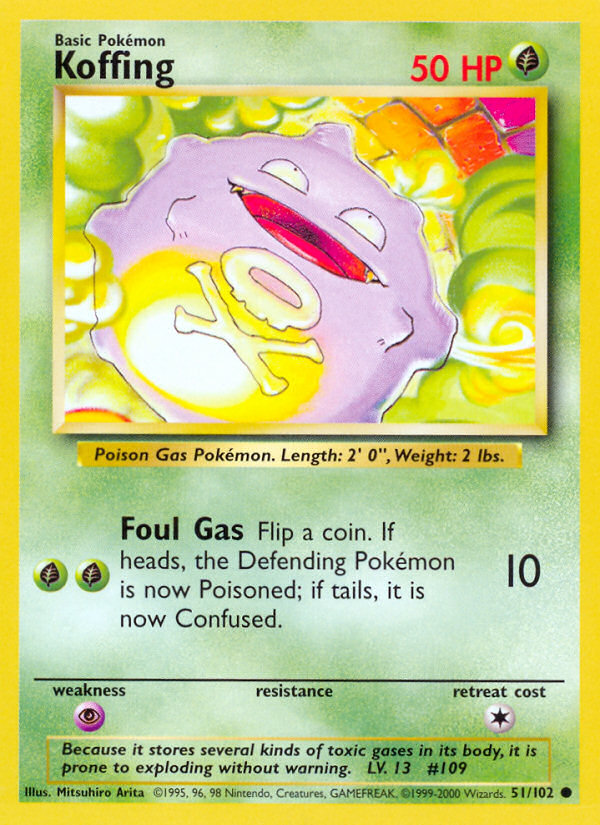 Basic Pokémon
Koffing
50 HP
Poison Gas Pokémon. Length: 2' 0", Weight: 2 lbs.
Foul Gas Flip a coin. If
heads, the Defending Pokémon
is now Poisoned; if tails, it is
now Confused.
10
weakness
resistance
retreat cost
Because it stores several kinds of toxic gases in its body, it is
prone to exploding without warning. LV. 13 #109
Illus. Mitsuhiro Arita ©1995, 96, 98 Nintendo, Creatures, GAMEFREAK. ©1999-2000 Wizards. 51/102